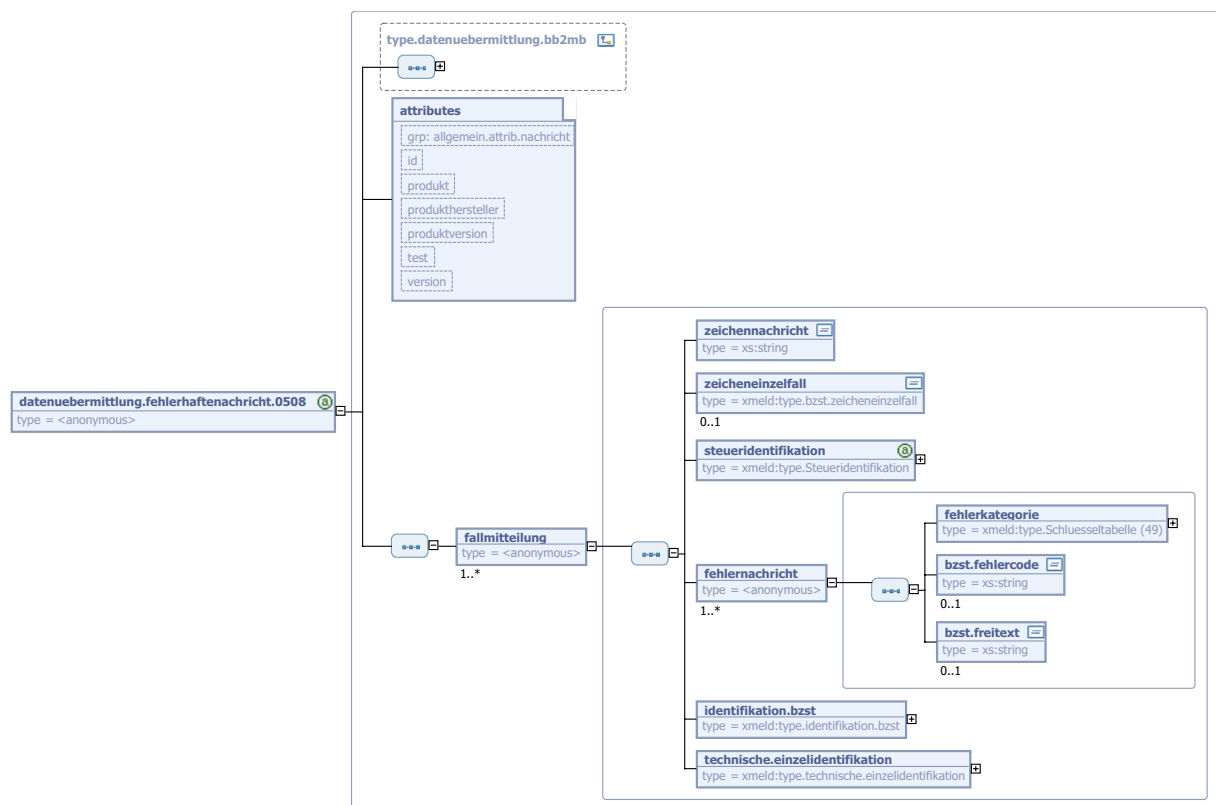 type.datenuebermittlung.bb2mb
attributes
grp: allgemein.attrib.nachricht
id
produkt
produkthersteller
produktversion
test
version
datenuebermittlung.fehlerhaftenachricht.0508
type = <anonymous>
fallmitteilung
type = <anonymous>
1..*
zeichennachricht
type = xs:string
zeicheneinzelfall
type = xmeld:type.bzst.zeicheneinzelfall
0..1
steueridentifikation
type = xmeld:type.Steueridentifikation
fehlernachricht
type = <anonymous>
1..*
fehlerkategorie
type = xmeld:type.Schluesseltabelle (49)
bzst.fehlercode
type = xs:string
0..1
bzst.freitext
type = xs:string
0..1
identifikation.bzst
type = xmeld:type.identifikation.bzst
technische.einzelidentifikation
type = xmeld:type.technische.einzelidentifikation